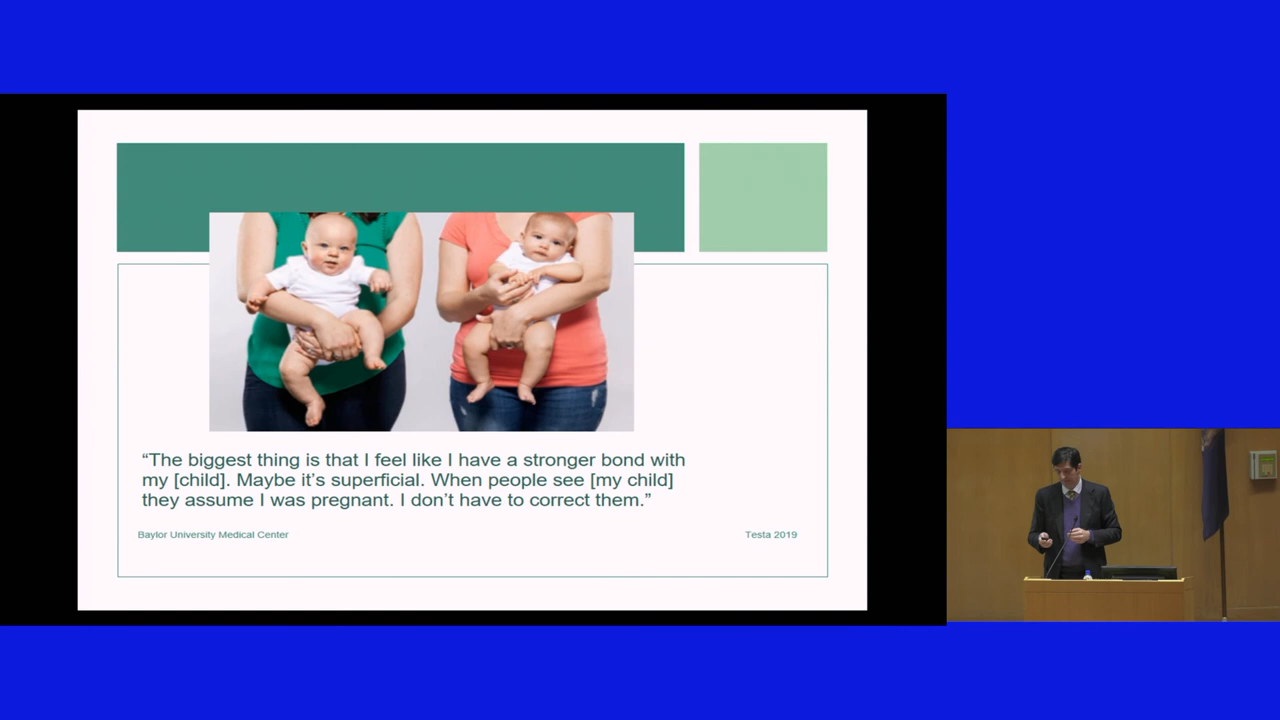 “The biggest thing is that I feel like I have a stronger bond with
my [child]. Maybe it’s superficial. When people see [my child]
they assume I was pregnant. I don’t have to correct them.”
Baylor University Medical Center
Testa 2019